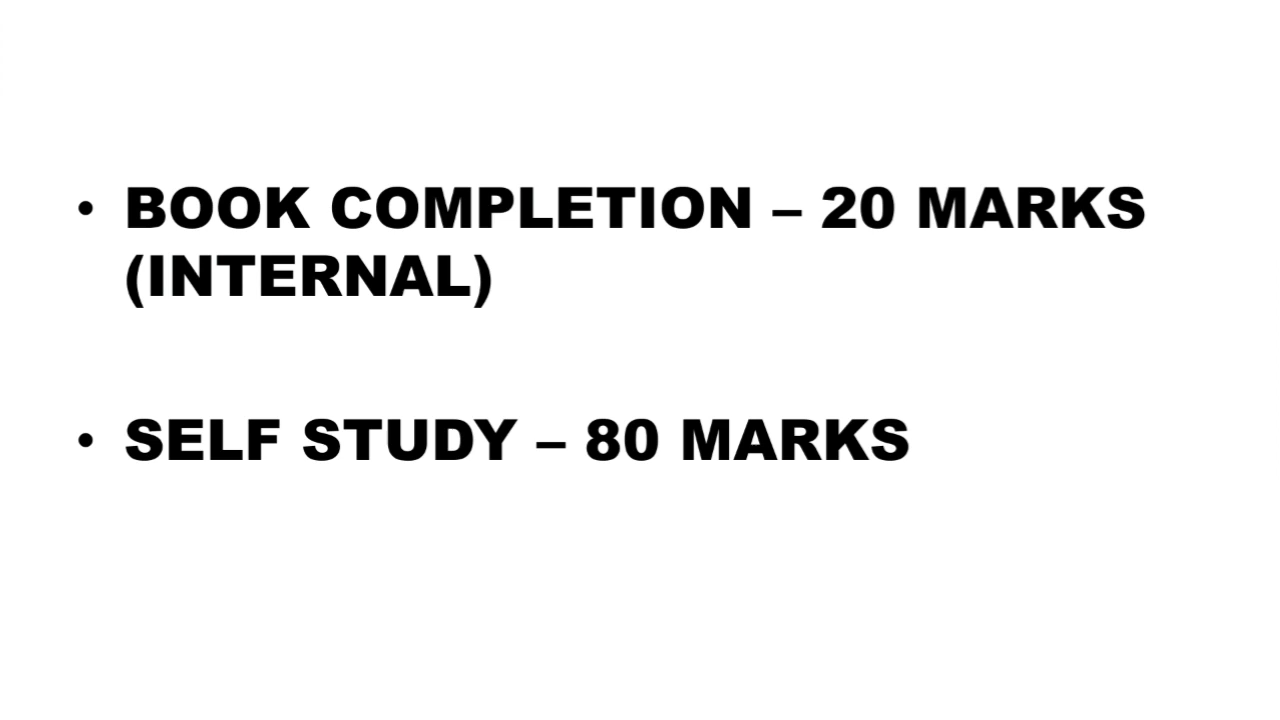 • BOOK COMPLETION – 20 MARKS
(INTERNAL)
• SELF STUDY – 80 MARKS